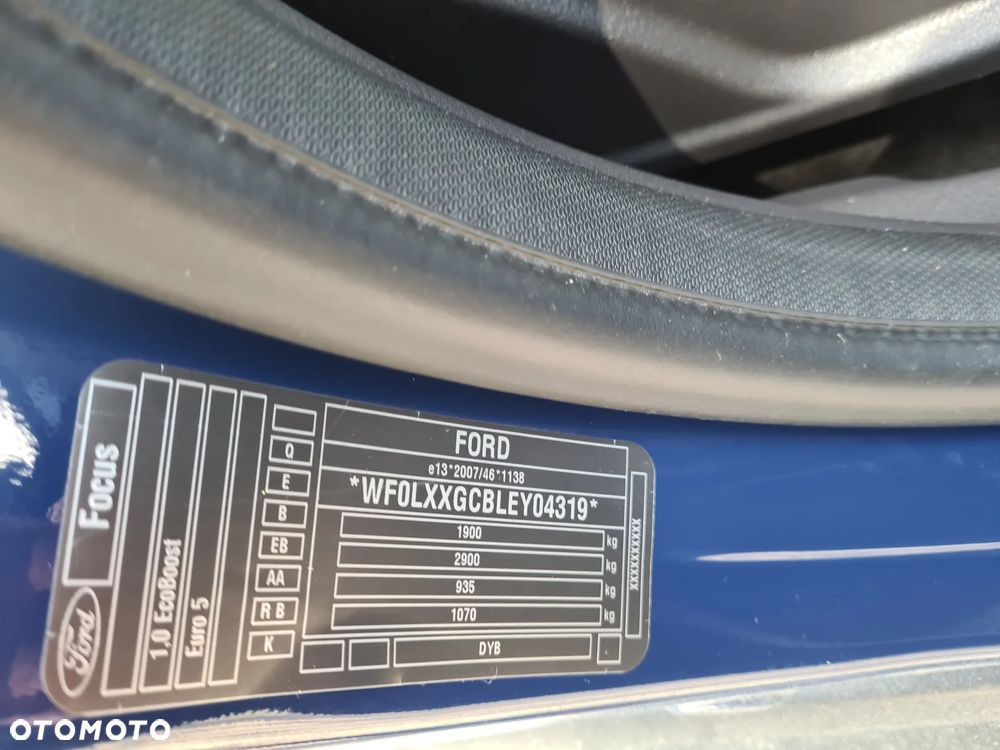 Ford
Focus
1,0 EcoBoost
Euro 5
Q
E
B
EB
AA
R B
K
FORD
e13*2007/46*1138
*WF0LXXGCBLEY04319*
1900 kg
2900 kg
935 kg
1070 kg
DYB
XXXXXXXXXX
OTOMOTO